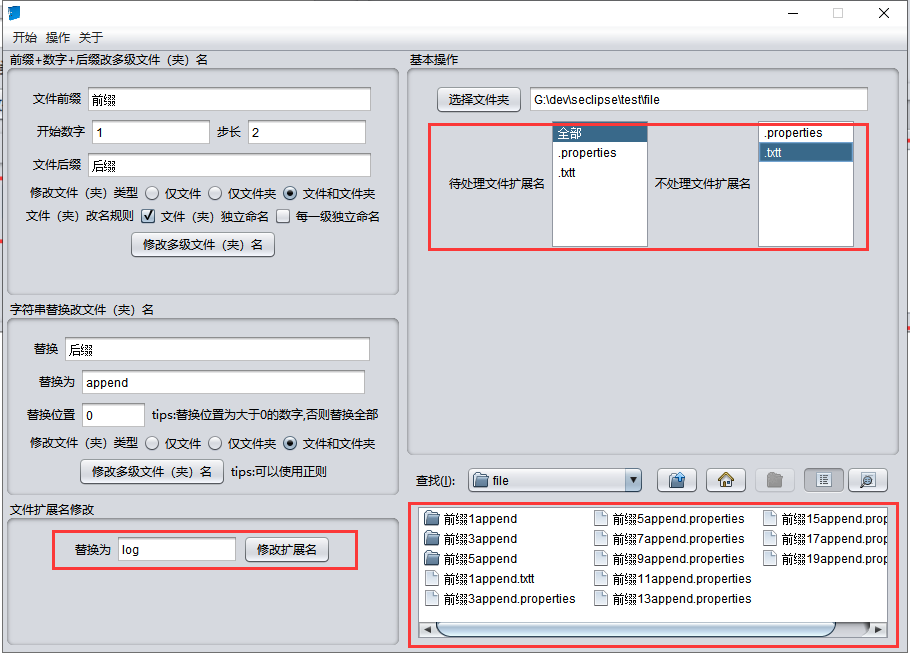 开始 操作 关于
前缀+数字+后缀改多级文件（夹）名
文件前缀 前缀
开始数字 1 步长 2
文件后缀 后缀
修改文件（夹）类型 仅文件 仅文件夹 文件和文件夹
文件（夹）改名规则 文件（夹）独立命名 每一级独立命名
修改多级文件（夹）名
字符串替换改文件（夹）名
替换 后缀
替换为 append
替换位置 0 tips:替换位置为大于0的数字,否则替换全部
修改文件（夹）类型 仅文件 仅文件夹 文件和文件夹
修改多级文件（夹）名 tips:可以使用正则
文件扩展名修改
替换为 log 修改扩展名
基本操作
选择文件夹 G:\dev\seclipse\test\file
待处理文件扩展名
全部
.properties
.txtt
不处理文件扩展名
.properties
.txtt
查找(I): file
前缀1append
前缀3append
前缀5append
前缀1append.txtt
前缀3append.properties
前缀5append.properties
前缀7append.properties
前缀9append.properties
前缀11append.properties
前缀13append.properties
前缀15append.prop
前缀17append.prop
前缀19append.prop